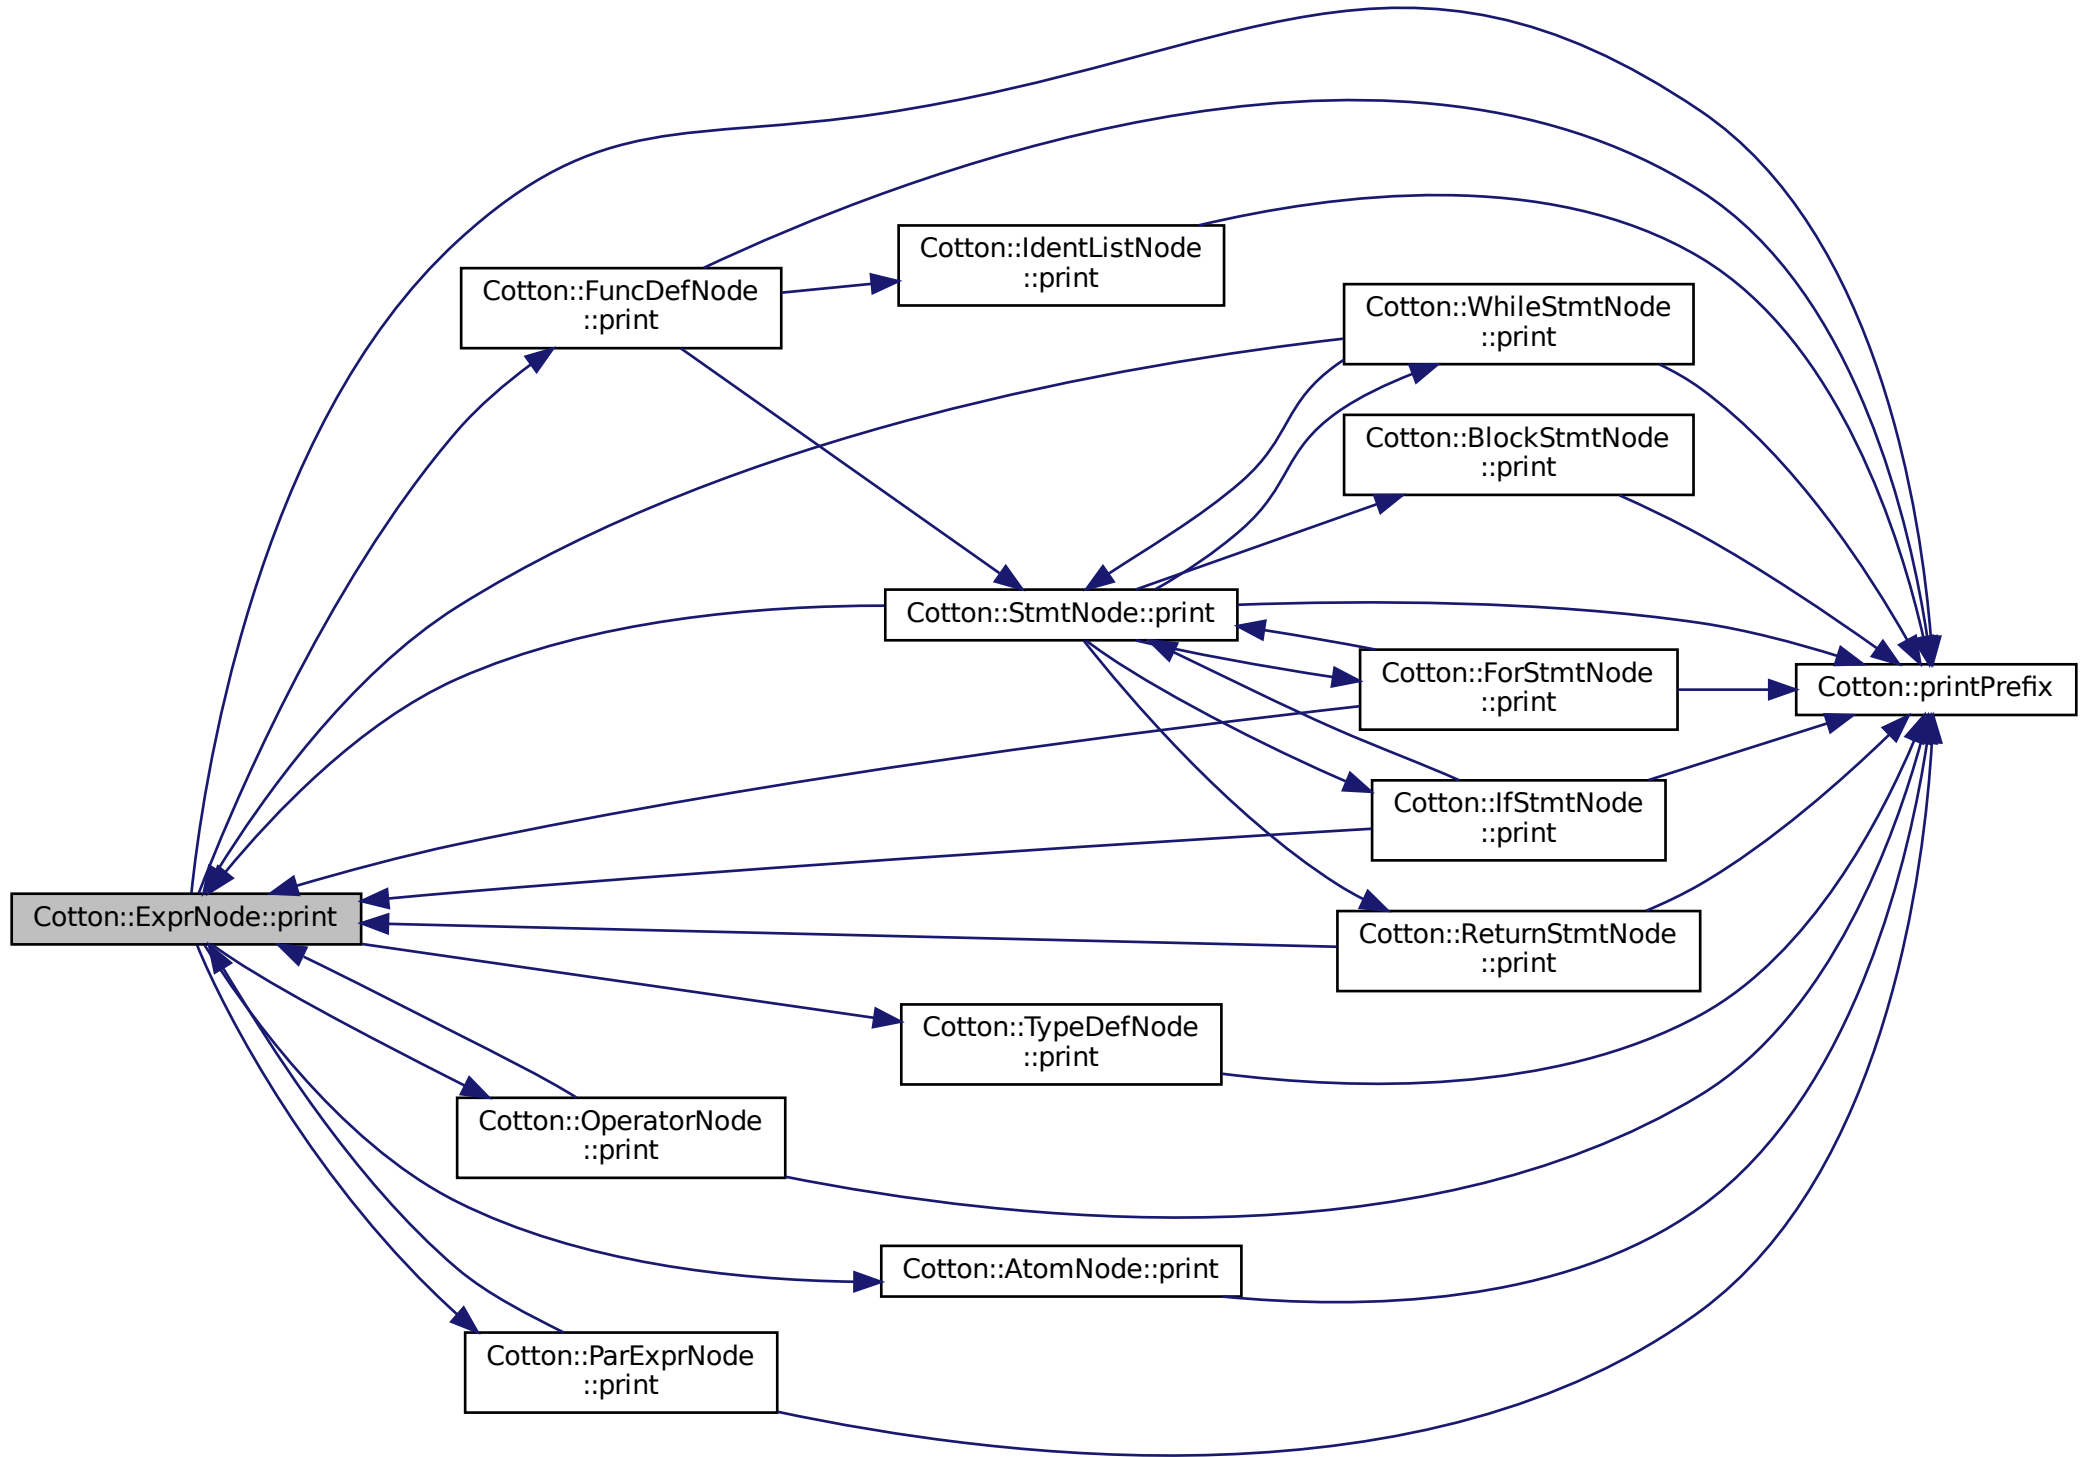 Cotton::IdentListNode
::print
Cotton::FuncDefNode
::print
Cotton::WhileStmtNode
::print
Cotton::BlockStmtNode
::print
Cotton::StmtNode::print
Cotton::ForStmtNode
::print
Cotton::printPrefix
Cotton::IfStmtNode
::print
Cotton::ExprNode::print
Cotton::ReturnStmtNode
::print
Cotton::TypeDefNode
::print
Cotton::OperatorNode
::print
Cotton::AtomNode::print
Cotton::ParExprNode
::print